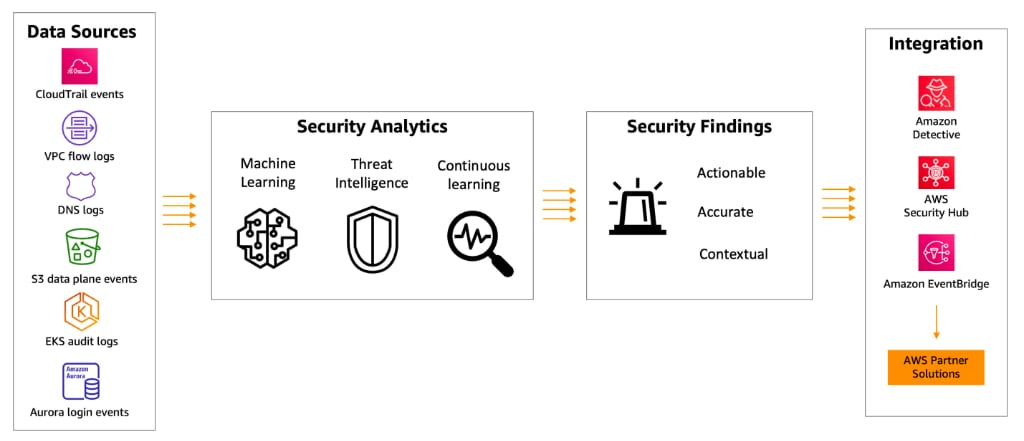 Data Sources
CloudTrail events
VPC flow logs
DNS logs
S3 data plane events
K
EKS audit logs
Amazon
Aurora
Aurora login events
Security Analytics
Machine
Learning
Threat
Intelligence
Continuous
learning
Security Findings
Actionable
Accurate
Contextual
Integration
Amazon
Detective
AWS
Security Hub
Amazon EventBridge
AWS Partner
Solutions